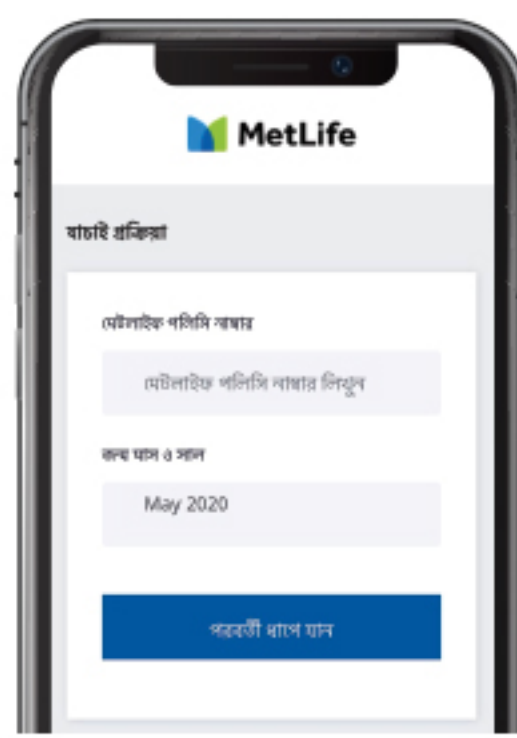 MetLife
যাচাই প্রক্রিয়া
মেটলাইফ পলিসি নাম্বার
মেটলাইফ পলিসি নাম্বার লিখুন
জন্ম মাস ও সাল
May 2020
পরবর্তী ধাপে যান